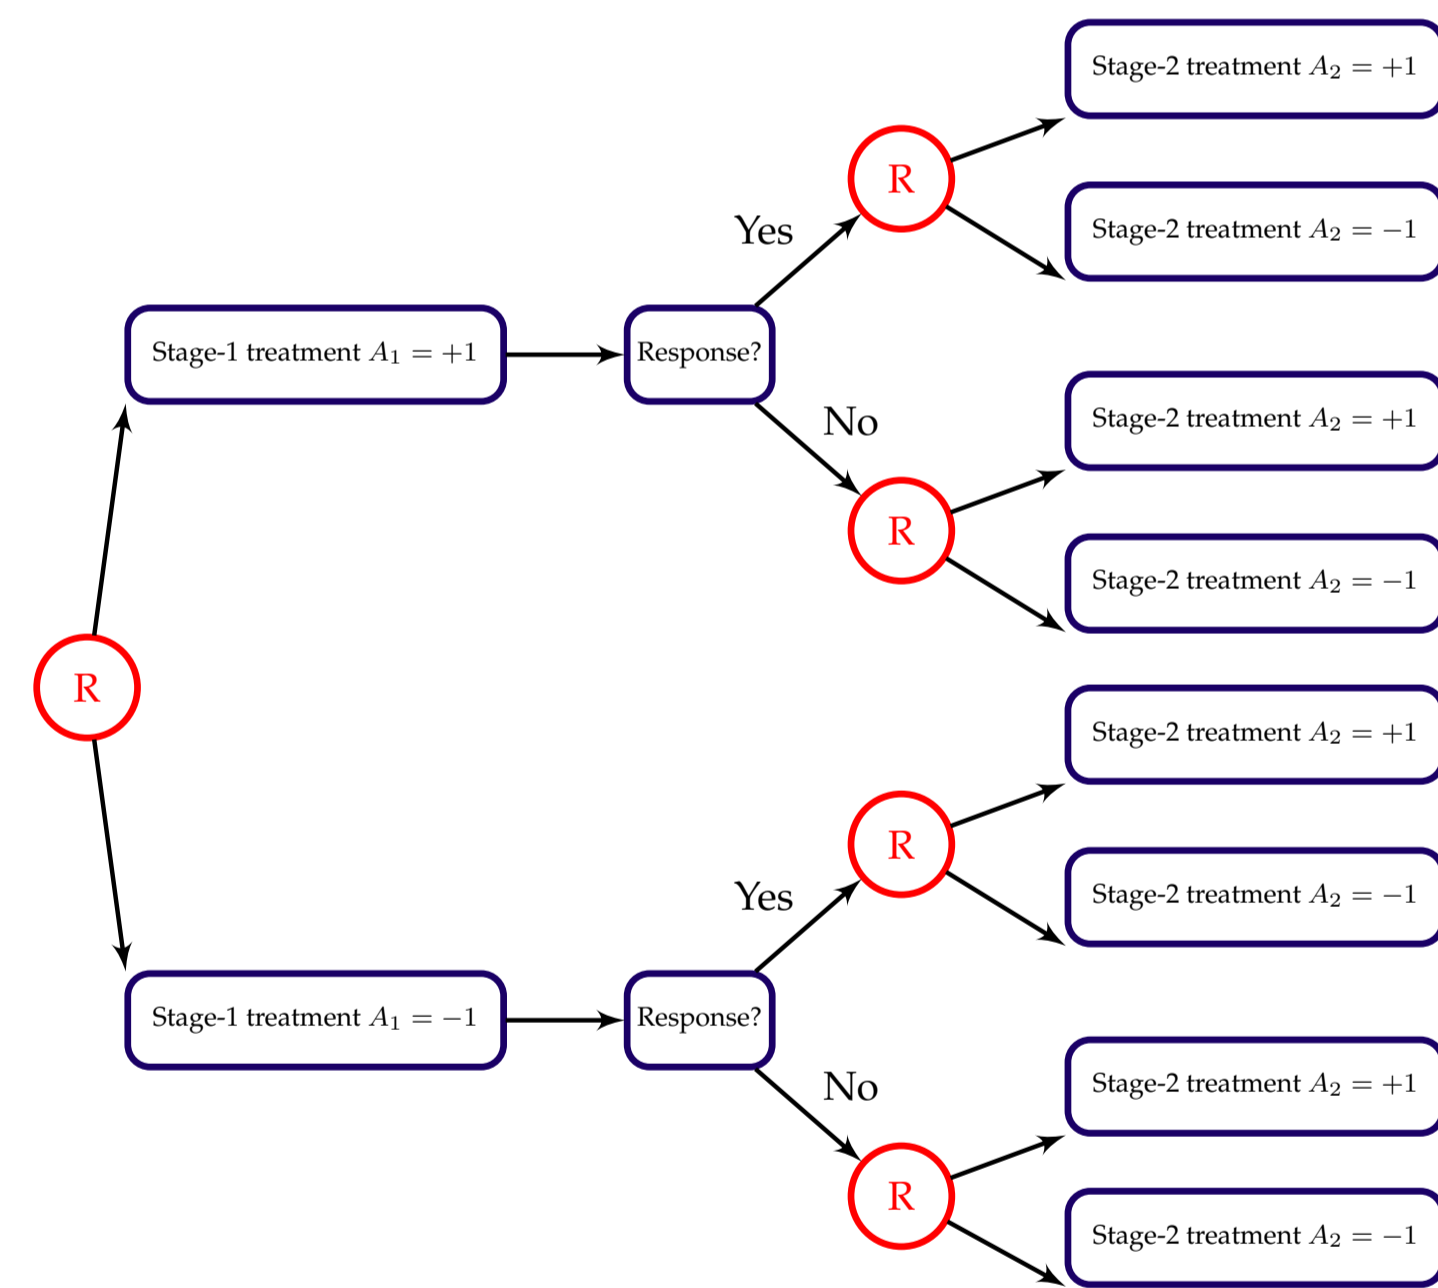 Stage-2 treatment A₂ = +1
R
Yes
Stage-2 treatment A₂ = −1
Stage-1 treatment A₁ = +1
Response?
No
Stage-2 treatment A₂ = +1
R
Stage-2 treatment A₂ = −1
R
Stage-2 treatment A₂ = +1
R
Yes
Stage-2 treatment A₂ = −1
Stage-1 treatment A₁ = −1
Response?
No
Stage-2 treatment A₂ = +1
R
Stage-2 treatment A₂ = −1